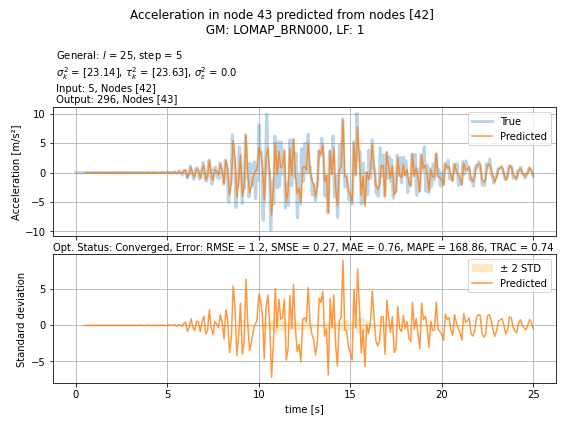 Acceleration in node 43 predicted from nodes [42]
GM: LOMAP_BRN000, LF: 1
General: l = 25, step = 5
σ²_k = [23.14], τ²_k = [23.63], σ²_ε = 0.0
Input: 5, Nodes [42]
Output: 296, Nodes [43]
Acceleration [m/s²]
10
5
0
−5
−10
True
Predicted
Opt. Status: Converged, Error: RMSE = 1.2, SMSE = 0.27, MAE = 0.76, MAPE = 168.86, TRAC = 0.74
Standard deviation
5
0
−5
± 2 STD
Predicted
0
5
10
15
20
25
time [s]